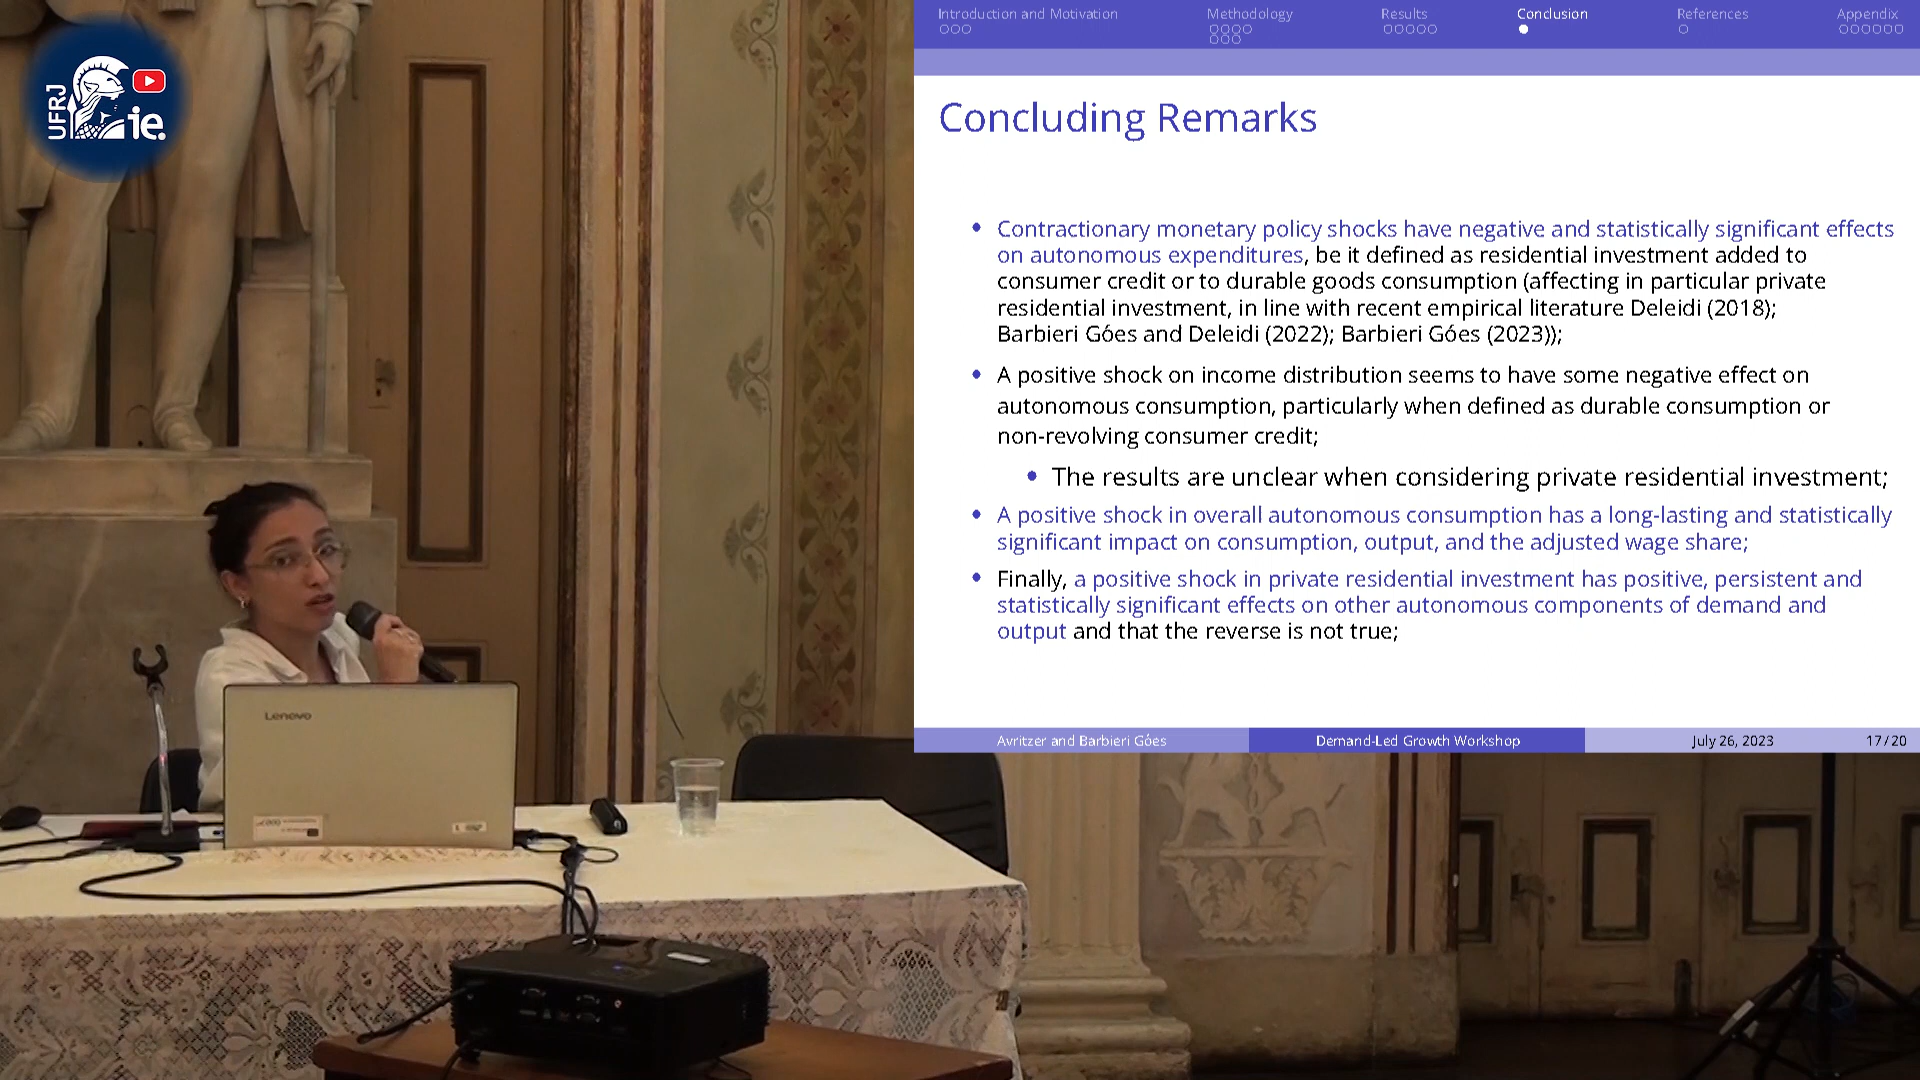 UFRJ
ie.
Introduction and Motivation
Methodology
Results
Conclusion
References
Appendix
Concluding Remarks
• Contractionary monetary policy shocks have negative and statistically significant effects
on autonomous expenditures, be it defined as residential investment added to
consumer credit or to durable goods consumption (affecting in particular private
residential investment, in line with recent empirical literature Deleidi (2018);
Barbieri Góes and Deleidi (2022); Barbieri Góes (2023));
• A positive shock on income distribution seems to have some negative effect on
autonomous consumption, particularly when defined as durable consumption or
non-revolving consumer credit;
• The results are unclear when considering private residential investment;
• A positive shock in overall autonomous consumption has a long-lasting and statistically
significant impact on consumption, output, and the adjusted wage share;
• Finally, a positive shock in private residential investment has positive, persistent and
statistically significant effects on other autonomous components of demand and
output and that the reverse is not true;
Avritzer and Barbieri Góes
Demand-Led Growth Workshop
July 26, 2023
17/20
Lenovo